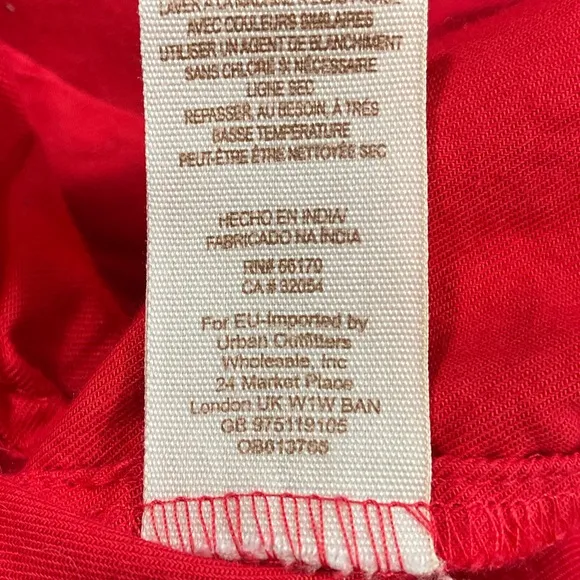 AVEC COULEURS SIMILAIRES
UTILISER UN AGENT DE BLANCHIMENT
SANS CHLORE SI NÉCESSAIRE
LIGNE SEC
REPASSER, AU BESOIN, A TRÉS
BASSE TEMPÉRATURE
PEUT-ÊTRE ÊTRE NETTOYÉE SEC
HECHO EN INDIA/
FABRICADO NA ÍNDIA
RN# 66170
CA # 32054
For EU-Imported by
Urban Outfitters
Wholesale, Inc
24 Market Place
London UK W1W BAN
GB 975119105
OB613765